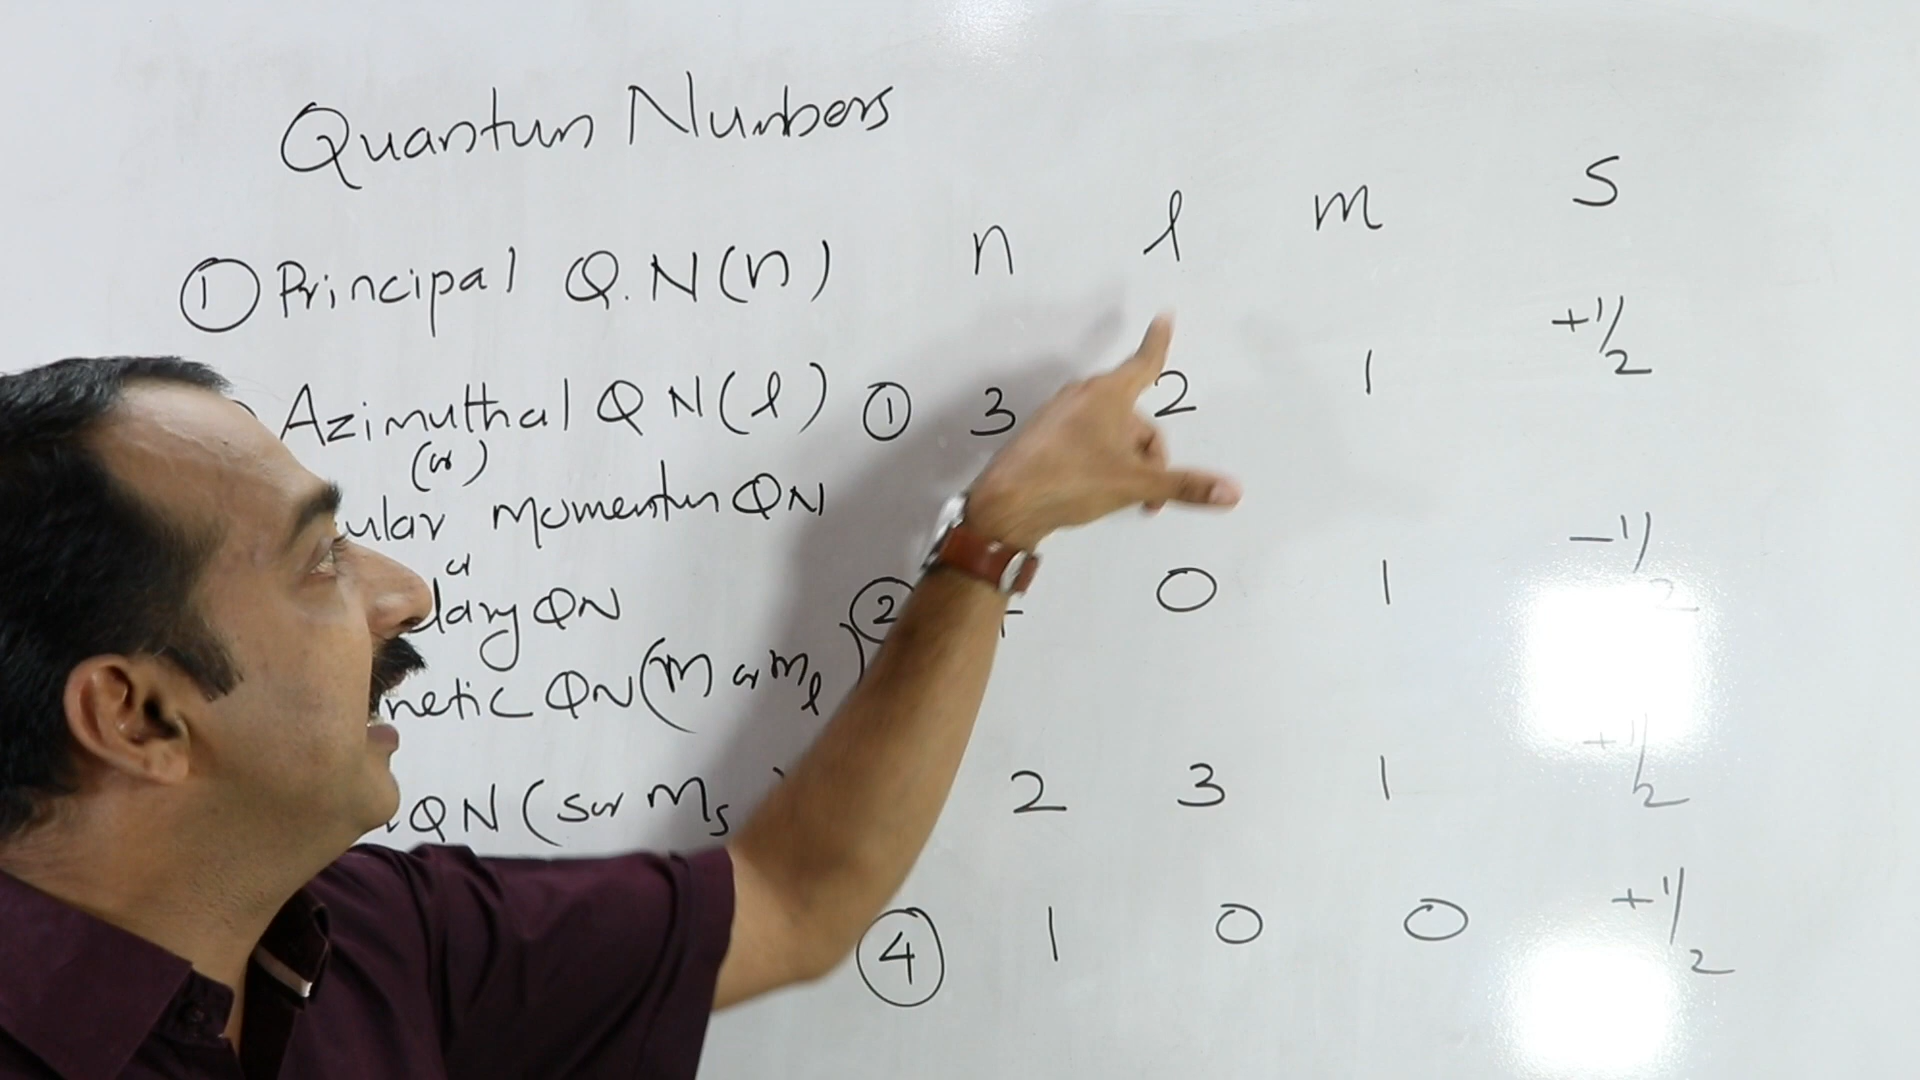 Quantum Numbers
n l m s
① Principal Q.N(n)
Azimuthal QN(l)
(or)
ular momentum QN
or
dary QN
netic QN(m or ml)
QN(s or ms
① 3 2 1 +1/2
② 0 1 -1/2
2 3 1 +1/2
④ 1 0 0 +1/2